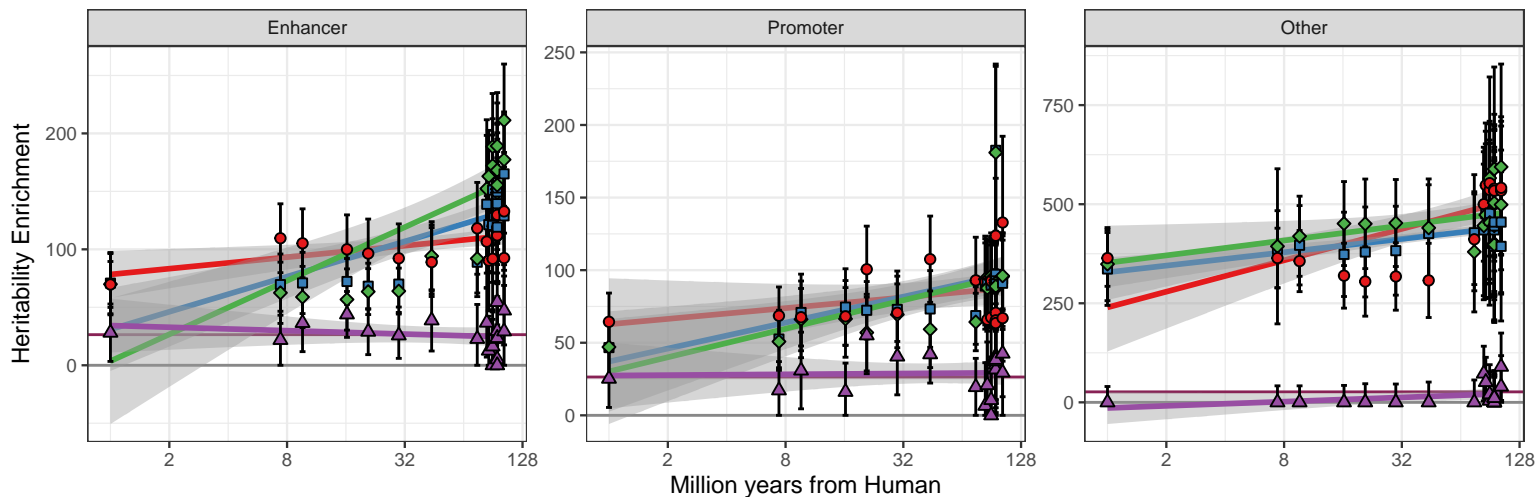 Enhancer Promoter Other
Heritability Enrichment
200
100
0
2 8 32 128
250
200
150
100
50
0
2 8 32 128
750
500
250
0
2 8 32 128
Million years from Human